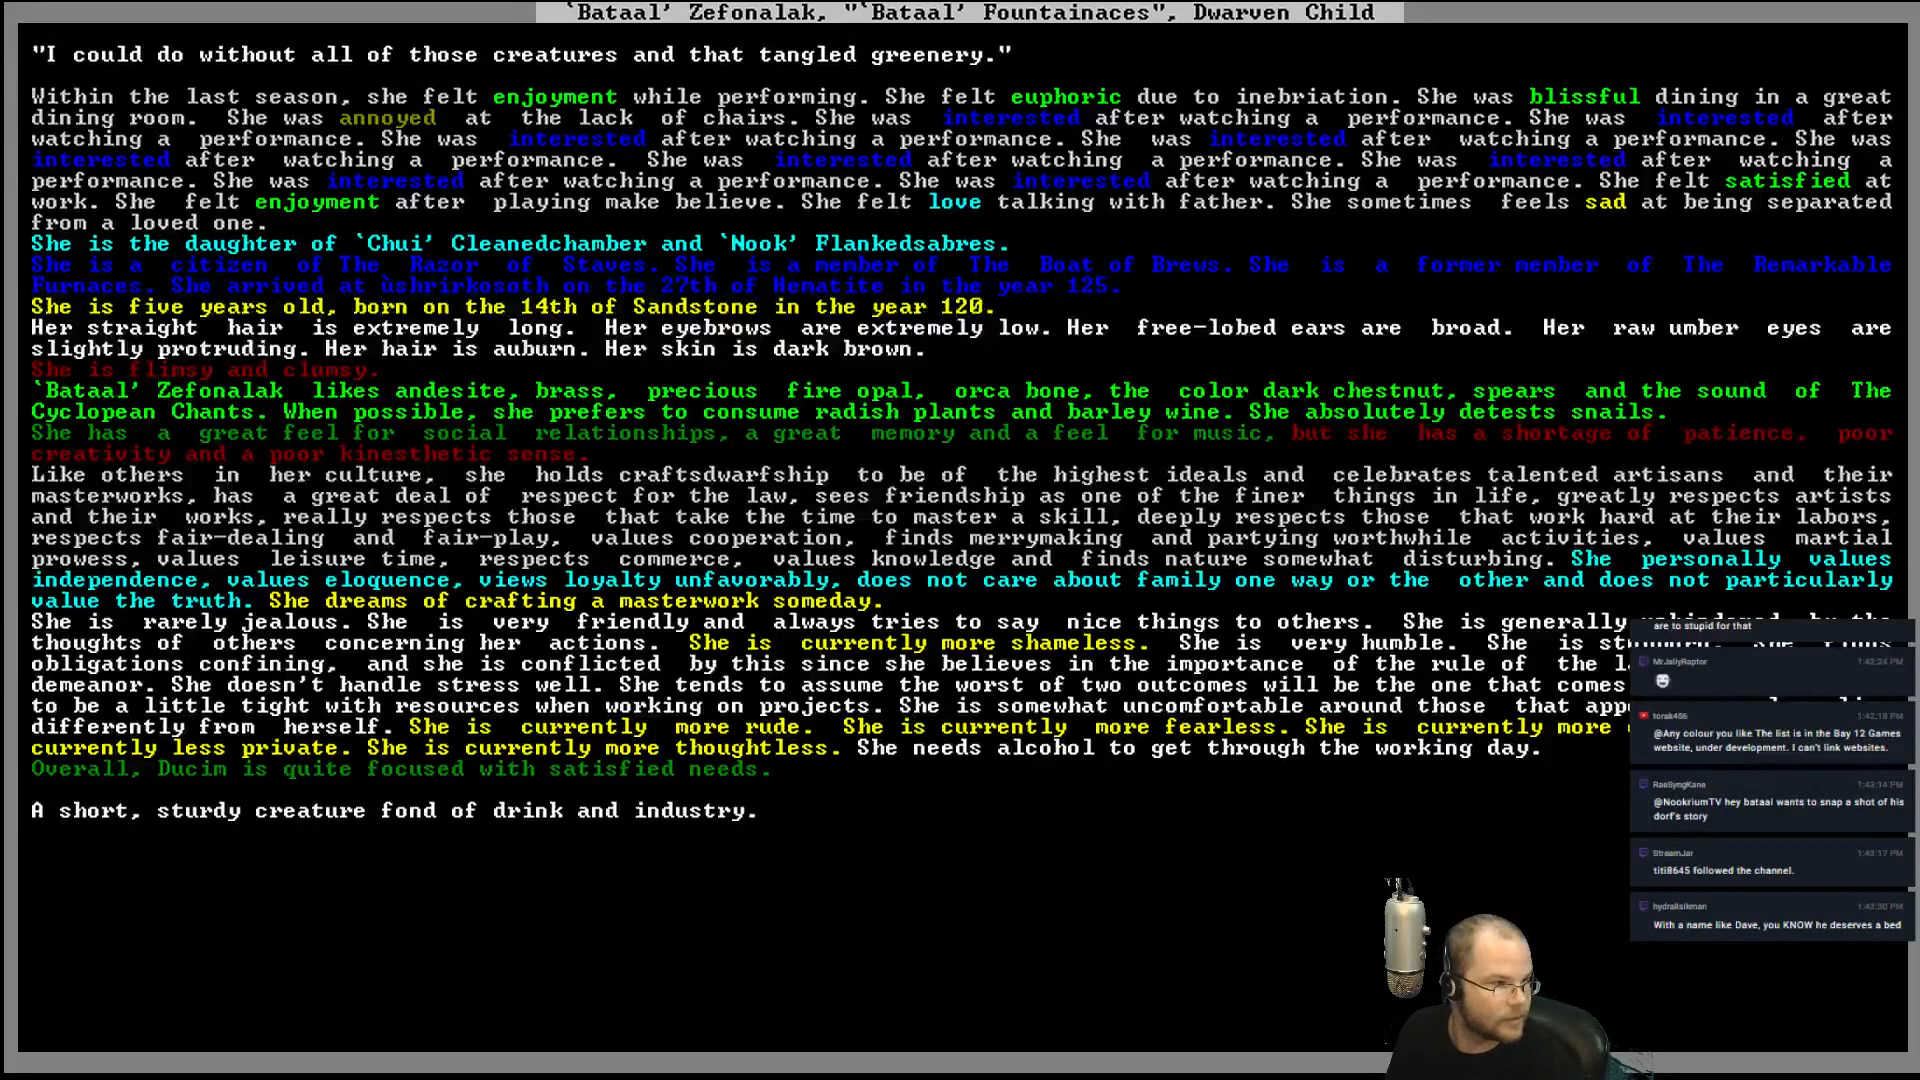 `Bataal' Zefonalak, "`Bataal' Fountainaces", Dwarven Child
"I could do without all of those creatures and that tangled greenery."
Within the last season, she felt enjoyment while performing. She felt euphoric due to inebriation. She was blissful dining in a great
dining room. She was annoyed at the lack of chairs. She was interested after watching a performance. She was interested after
watching a performance. She was interested after watching a performance. She was interested after watching a performance. She was
interested after watching a performance. She was interested after watching a performance. She was interested after watching a
performance. She was interested after watching a performance. She was interested after watching a performance. She felt satisfied at
work. She felt enjoyment after playing make believe. She felt love talking with father. She sometimes feels sad at being separated
from a loved one.
She is the daughter of `Chui' Cleanedchamber and `Nook' Flankedsabres.
She is a citizen of The Razor of Staves. She is a member of The Boat of Brews. She is a former member of The Remarkable
Furnaces. She arrived at ùshrirkosoth on the 27th of Hematite in the year 125.
She is five years old, born on the 14th of Sandstone in the year 120.
Her straight hair is extremely long. Her eyebrows are extremely low. Her free-lobed ears are broad. Her raw umber eyes are
slightly protruding. Her hair is auburn. Her skin is dark brown.
She is flimsy and clumsy.
`Bataal' Zefonalak likes andesite, brass, precious fire opal, orca bone, the color dark chestnut, spears and the sound of The
Cyclopean Chants. When possible, she prefers to consume radish plants and barley wine. She absolutely detests snails.
She has a great feel for social relationships, a great memory and a feel for music, but she has a shortage of patience, poor
creativity and a poor kinesthetic sense.
Like others in her culture, she holds craftsdwarfship to be of the highest ideals and celebrates talented artisans and their
masterworks, has a great deal of respect for the law, sees friendship as one of the finer things in life, greatly respects artists
and their works, really respects those that take the time to master a skill, deeply respects those that work hard at their labors,
respects fair-dealing and fair-play, values cooperation, finds merrymaking and partying worthwhile activities, values martial
prowess, values leisure time, respects commerce, values knowledge and finds nature somewhat disturbing. She personally values
independence, values eloquence, views loyalty unfavorably, does not care about family one way or the other and does not particularly
value the truth. She dreams of crafting a masterwork someday.
She is rarely jealous. She is very friendly and always tries to say nice things to others. She is generally
thoughts of others concerning her actions. She is currently more shameless. She is very humble. She is
obligations confining, and she is conflicted by this since she believes in the importance of the rule of the
demeanor. She doesn't handle stress well. She tends to assume the worst of two outcomes will be the one that comes
to be a little tight with resources when working on projects. She is somewhat uncomfortable around those that
differently from herself. She is currently more rude. She is currently more fearless. She is currently more
currently less private. She is currently more thoughtless. She needs alcohol to get through the working day.
Overall, Ducim is quite focused with satisfied needs.
A short, sturdy creature fond of drink and industry.
are to stupid for that
MrJellyRaptor 1:42:24 PM
torak456 1:42:18 PM
@Any colour you like The list is in the Bay 12 Games
website, under development. I can't link websites.
RaeSyngKane 1:43:14 PM
@NookriumTV hey bataal wants to snap a shot of his
dorf's story
StreamJar 1:43:17 PM
titi8645 followed the channel.
hydralisikman 1:43:30 PM
With a name like Dave, you KNOW he deserves a bed